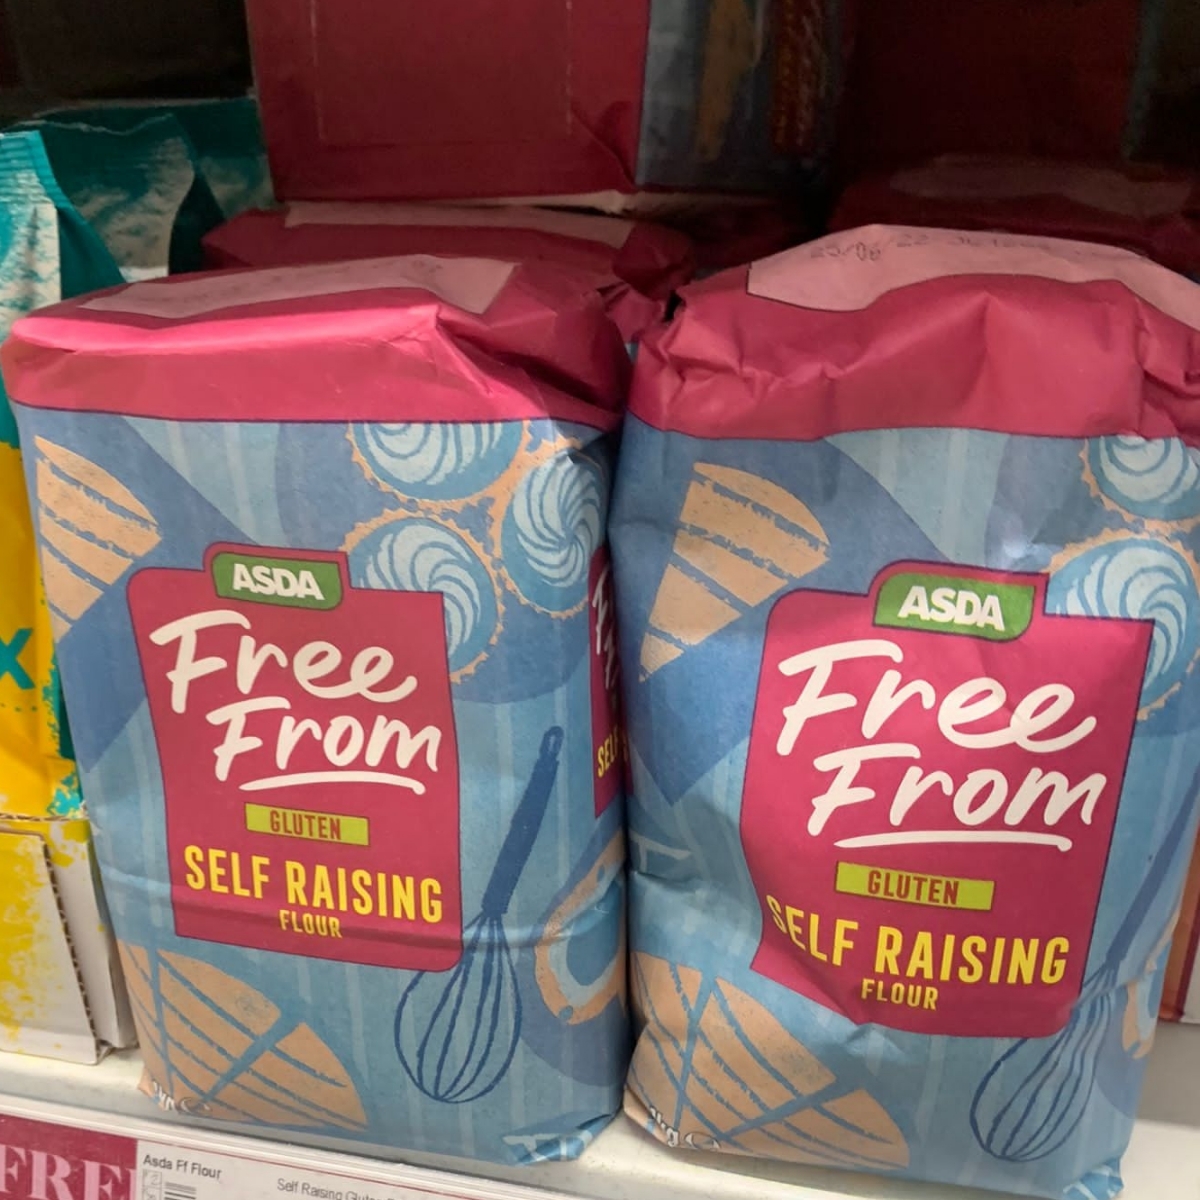 x
ASDA
Free
From
GLUTEN
SELF RAISING
FLOUR
ASDA
Free
From
GLUTEN
SELF RAISING
FLOUR
1kg e
Asda Ff Flour
Self Raising